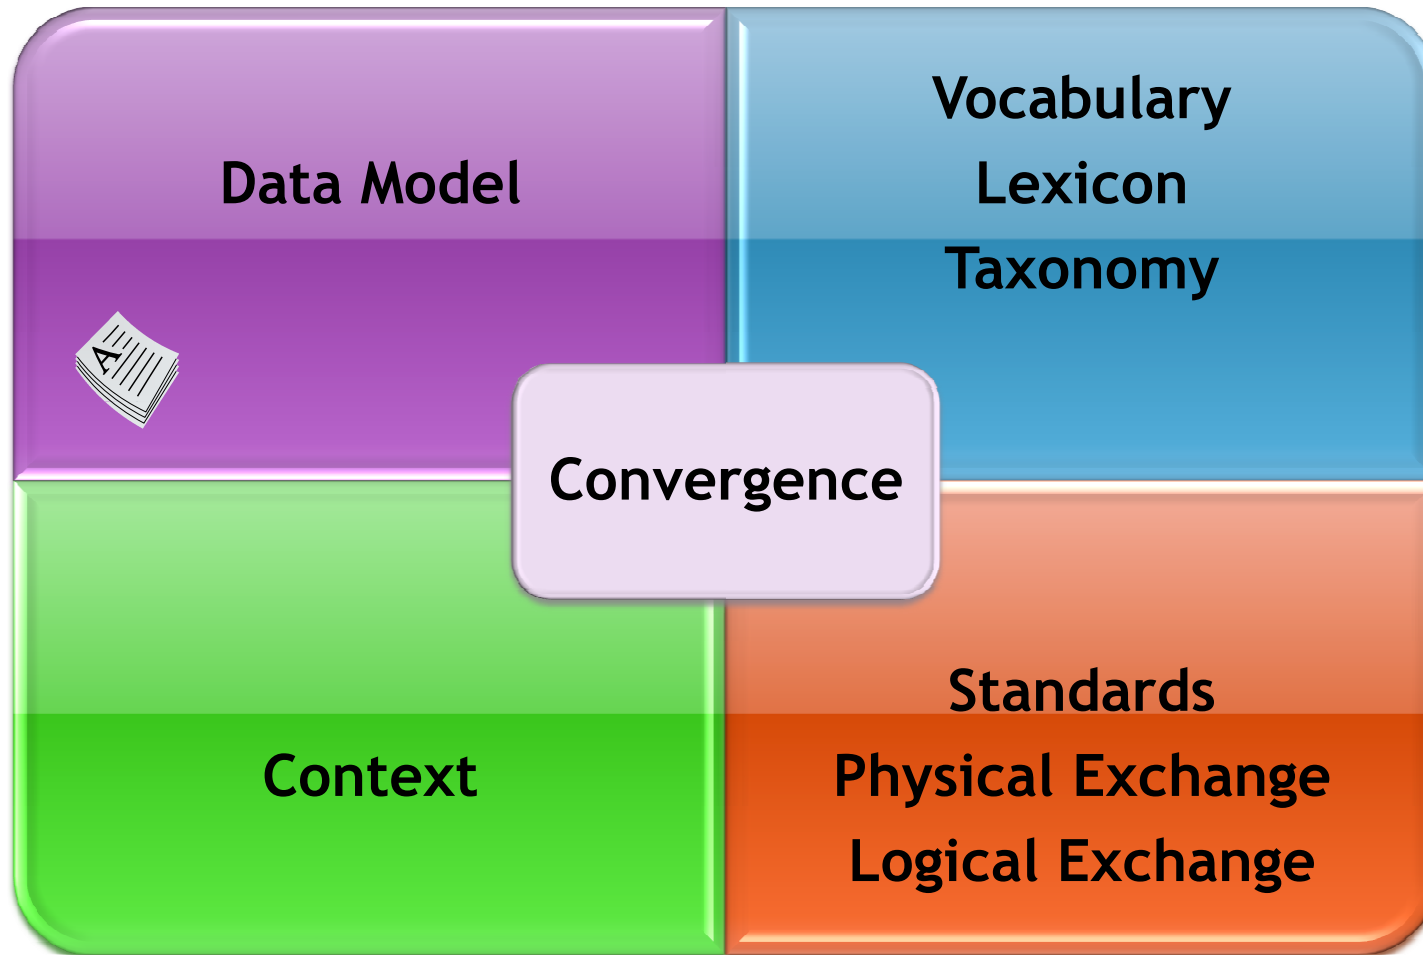 Data Model
Vocabulary
Lexicon
Taxonomy
A
Convergence
Context
Standards
Physical Exchange
Logical Exchange